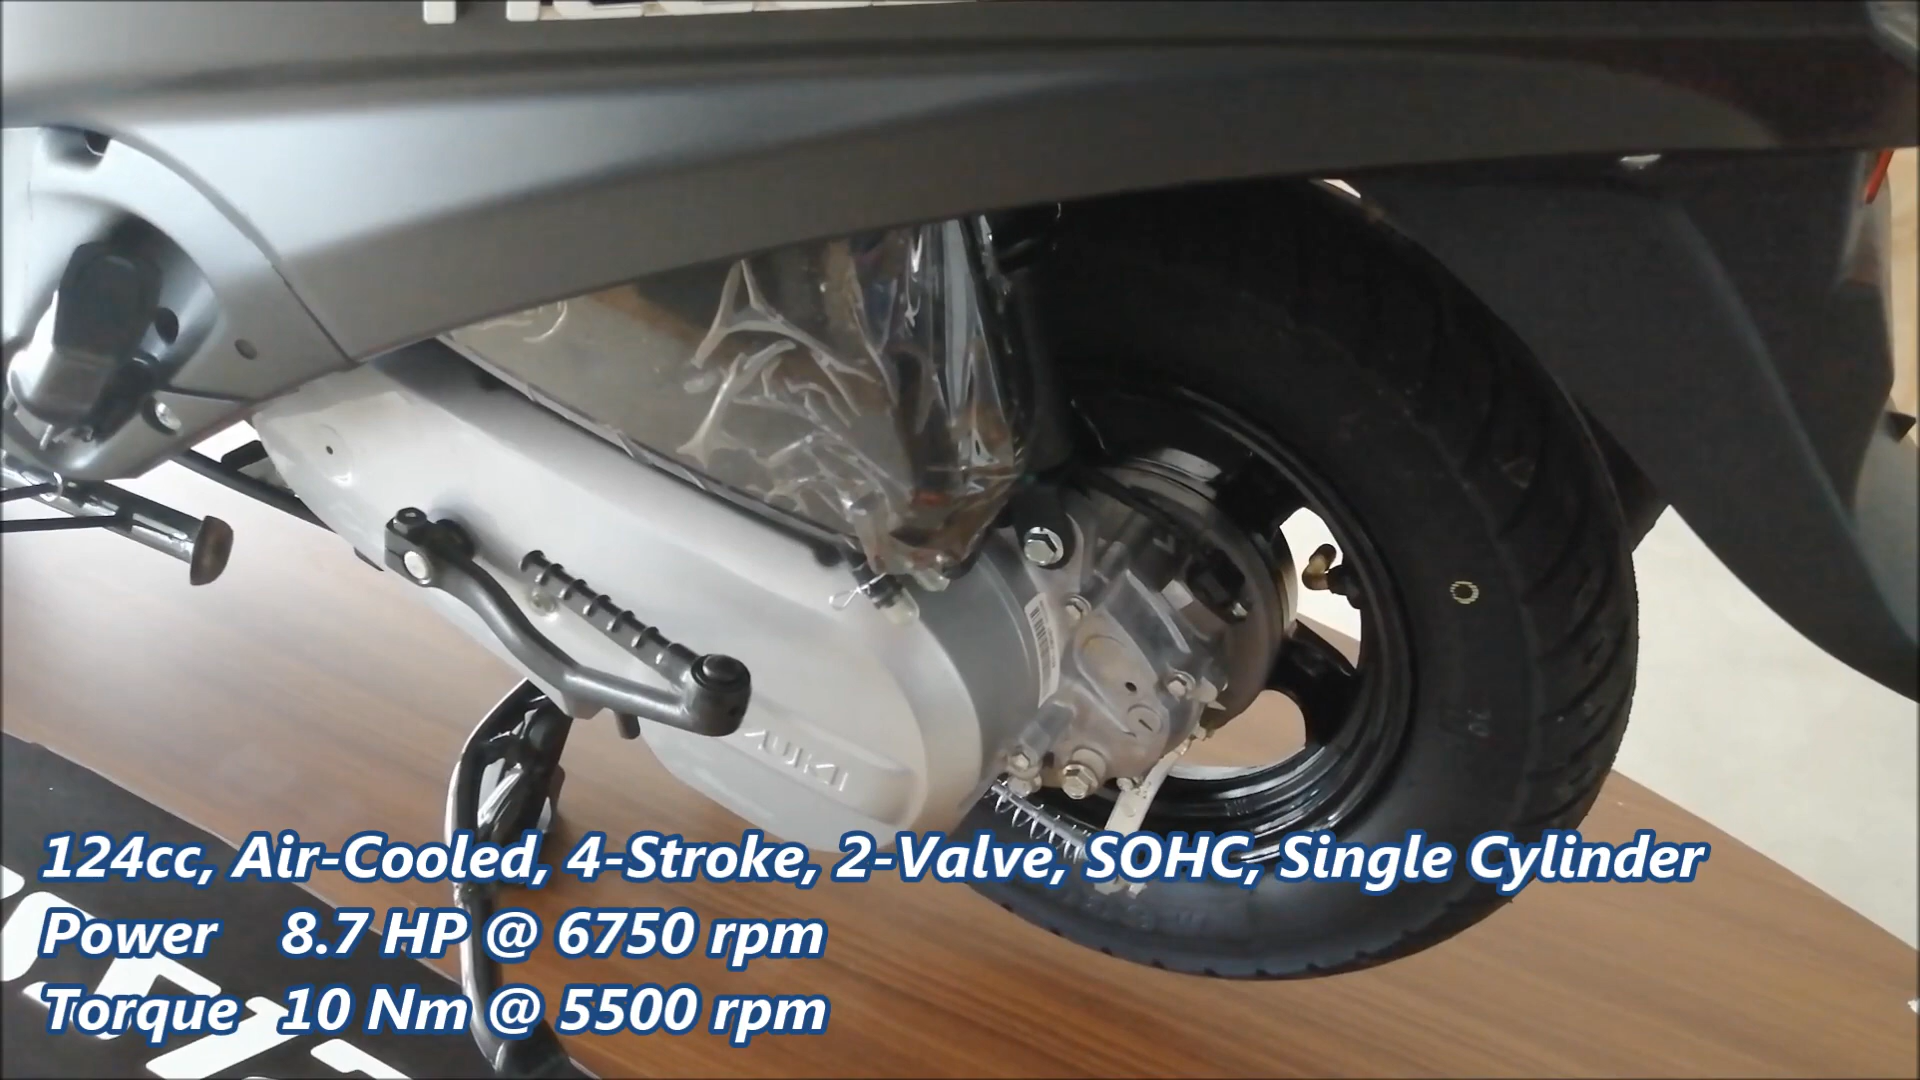 124cc, Air-Cooled, 4-Stroke, 2-Valve, SOHC, Single Cylinder
Power 8.7 HP @ 6750 rpm
Torque 10 Nm @ 5500 rpm